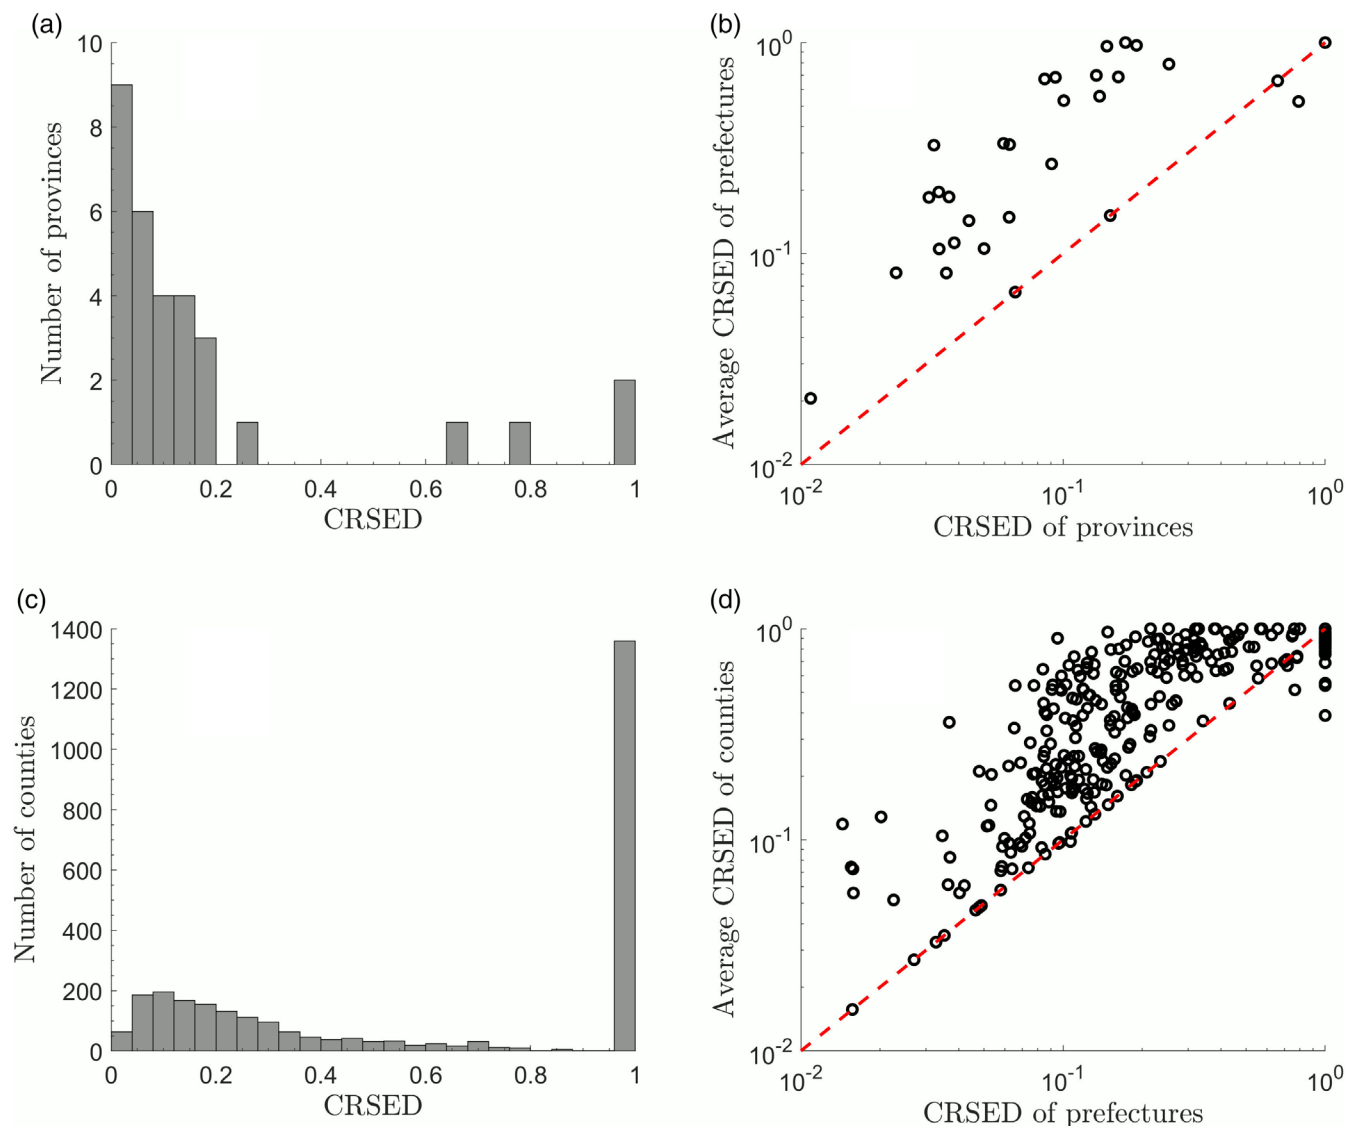 (a)
10
8
6
4
2
0
Number of provinces
0 0.2 0.4 0.6 0.8 1
CRSED
(b)
10^0
10^-1
10^-2
Average CRSED of prefectures
10^-2 10^-1 10^0
CRSED of provinces
(c)
1400
1200
1000
800
600
400
200
0
Number of counties
0 0.2 0.4 0.6 0.8 1
CRSED
(d)
10^0
10^-1
10^-2
Average CRSED of counties
10^-2 10^-1 10^0
CRSED of prefectures